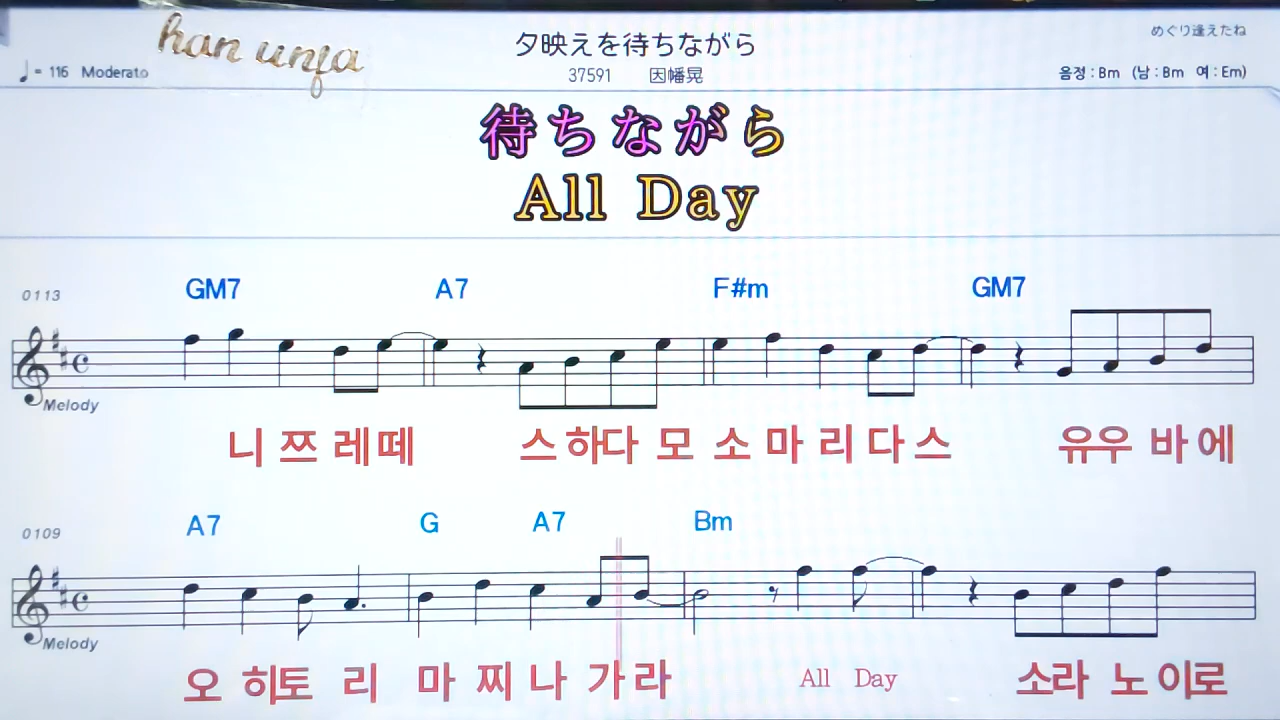 han unja
夕映えを待ちながら
めぐり逢えたね
♩= 116 Moderato
37591 因幡晃
음정 : Bm (남 : Bm 여 : Em)
待ちながら
All Day
0113
GM7 A7 F#m GM7
Melody
니 쯔 레떼 스 하다 모 소 마 리 다 스 유우 바 에
0109
A7 G A7 Bm
Melody
오 히토 리 마 찌 나 가 라 All Day 소라 노 이로